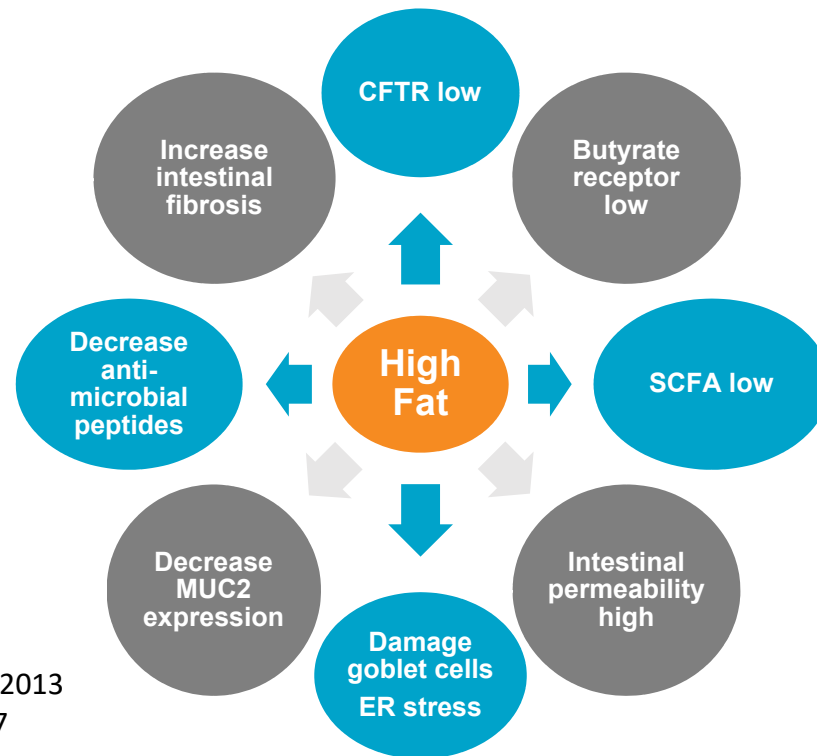 CFTR low
Increase
intestinal
fibrosis
Butyrate
receptor
low
Decrease
anti-
microbial
peptides
High
Fat
SCFA low
Decrease
MUC2
expression
Intestinal
permeability
high
Damage
goblet cells
ER stress
2013
7